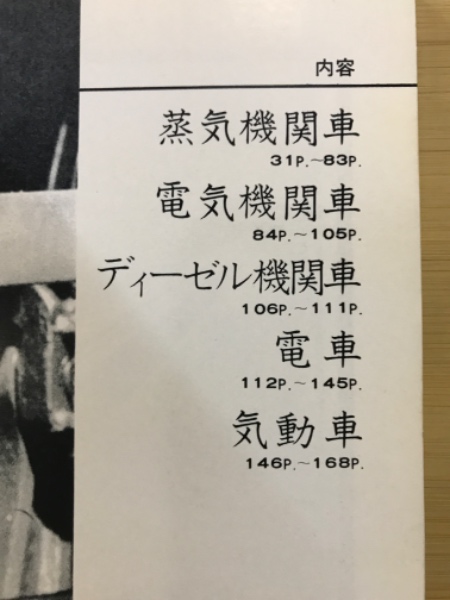 内容
蒸気機関車
31P.~83P.
電気機関車
84P.~105P.
ディーゼル機関車
106P.~111P.
電車
112P.~145P.
気動車
146P.~168P.